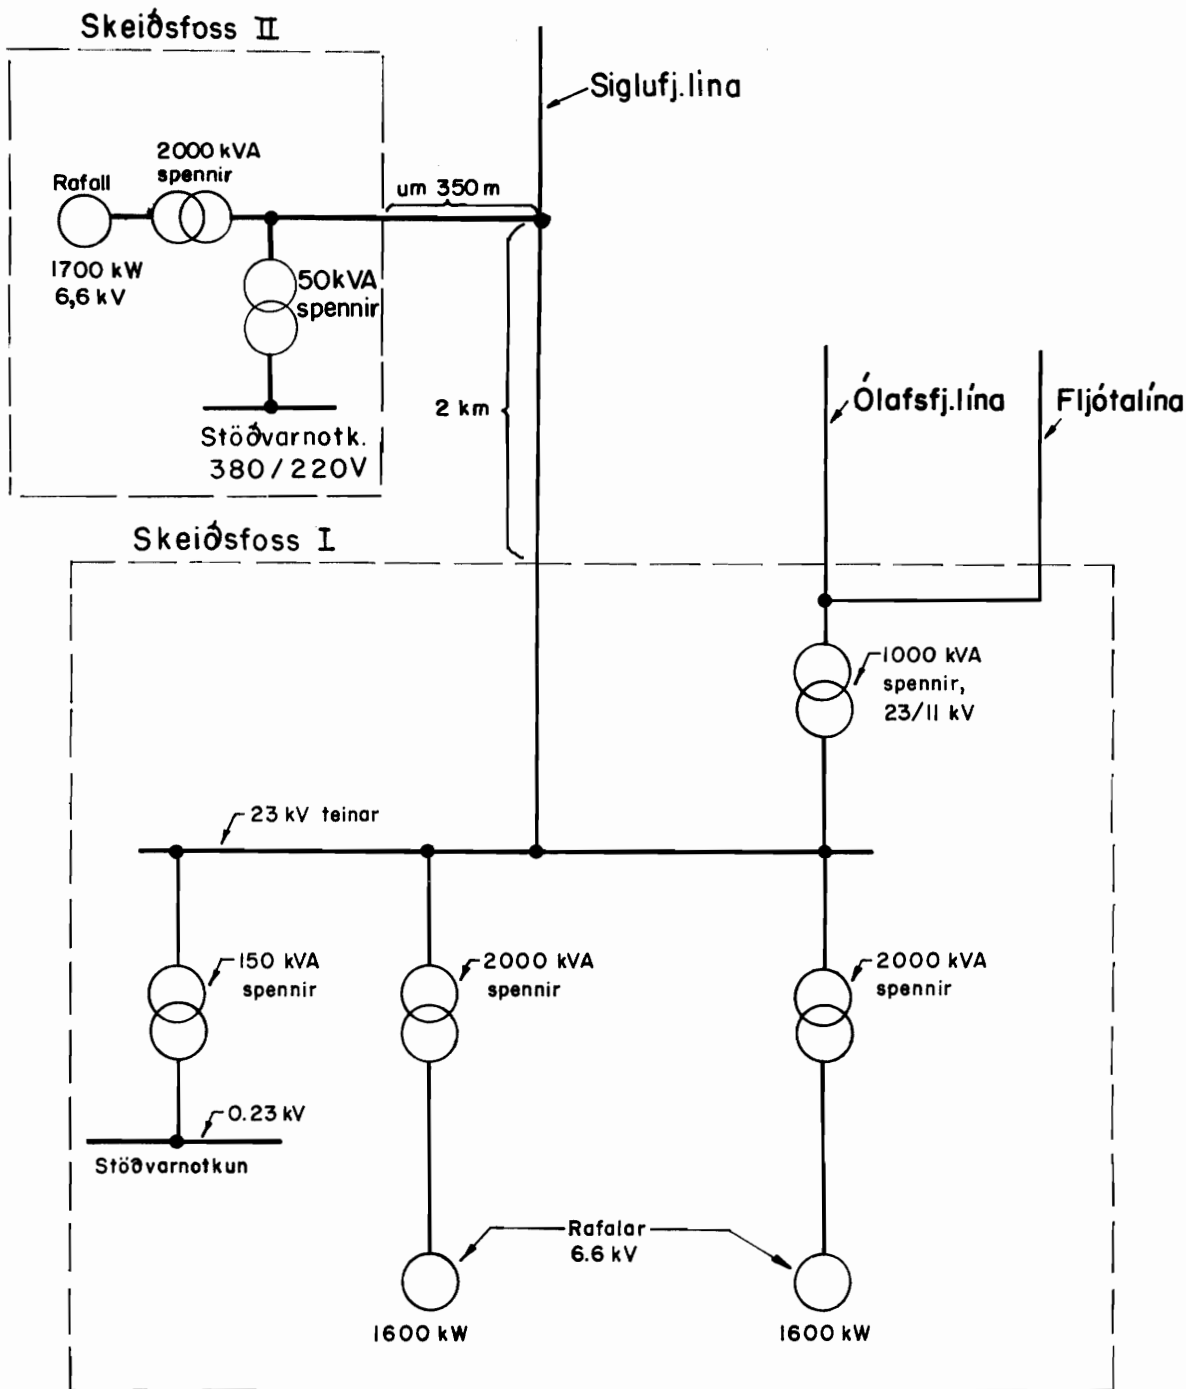 Skeiðsfoss II
Siglufj.lína
2000 kVA
spennir
Rafall
um 350 m
1700 kW
6,6 kV
50kVA
spennir
2 km
Stöðvarnotk.
380/220V
Ólafsfj.lína
Fljótalína
Skeiðsfoss I
1000 kVA
spennir,
23/11 kV
23 kV teinar
150 kVA
spennir
2000 kVA
spennir
2000 kVA
spennir
0.23 kV
Stöðvarnotkun
Rafalar
6.6 kV
1600 kW
1600 kW